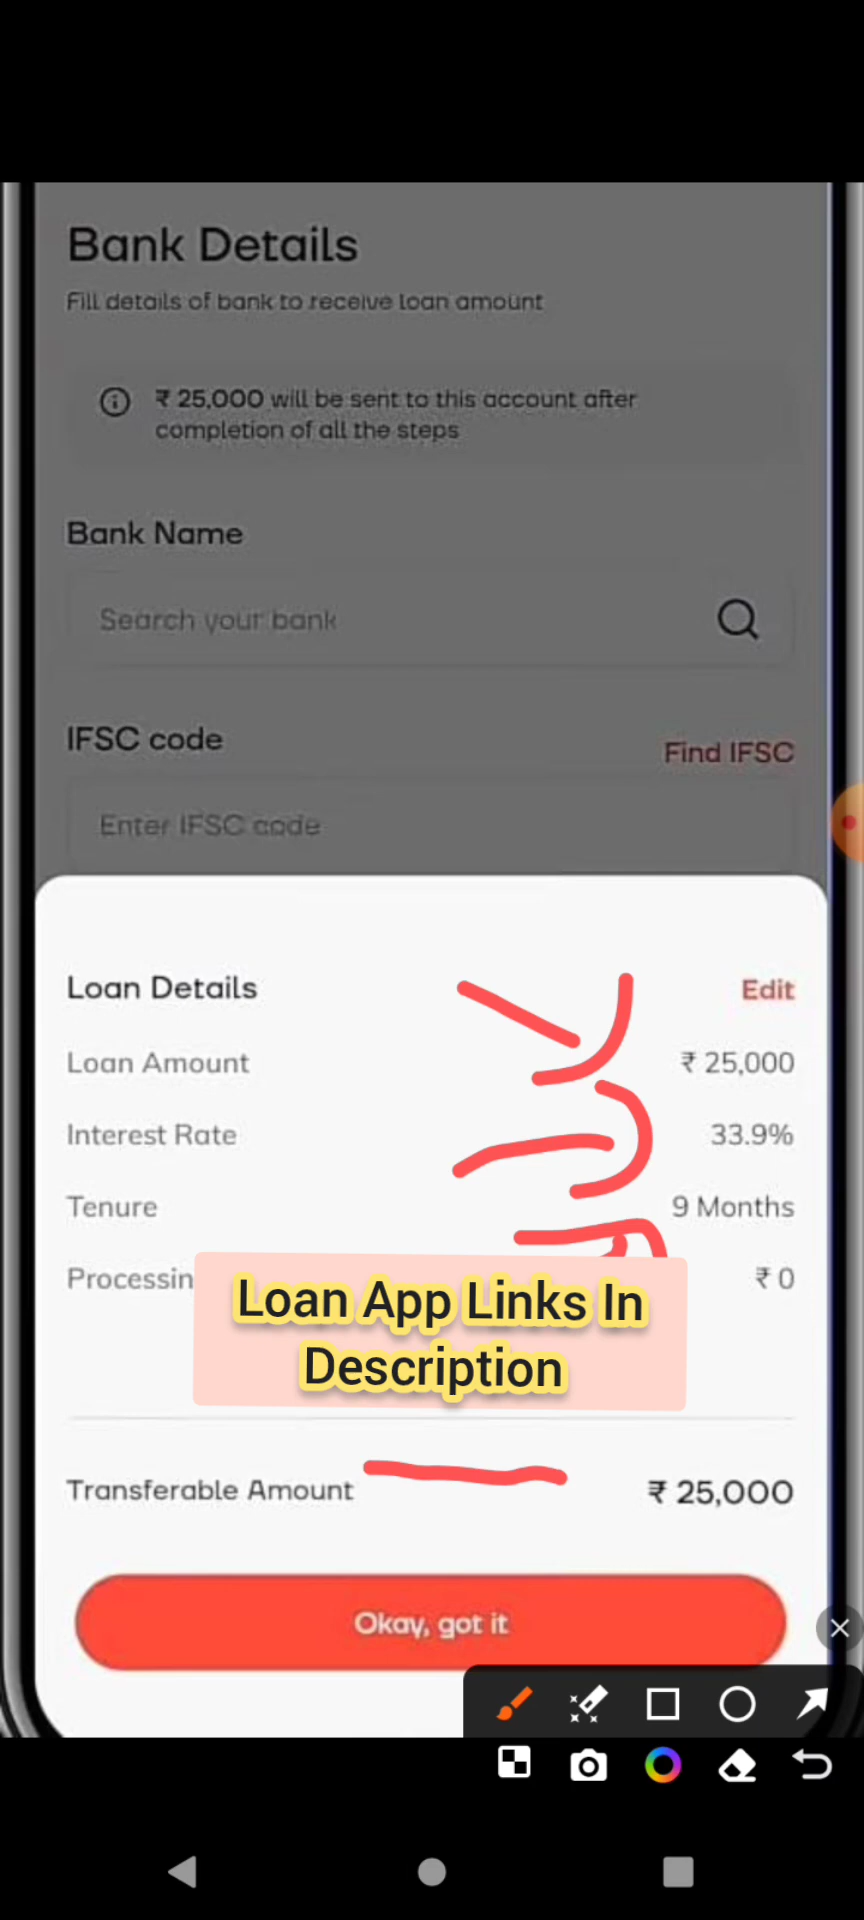 Bank Details
Fill details of bank to receive loan amount
₹ 25,000 will be sent to this account after
completion of all the steps
Bank Name
Search your bank
IFSC code
Find IFSC
Enter IFSC code
Loan Details
Edit
Loan Amount
₹ 25,000
Interest Rate
33.9%
Tenure
9 Months
Processin
₹ 0
Loan App Links In
Description
Transferable Amount
₹ 25,000
Okay, got it